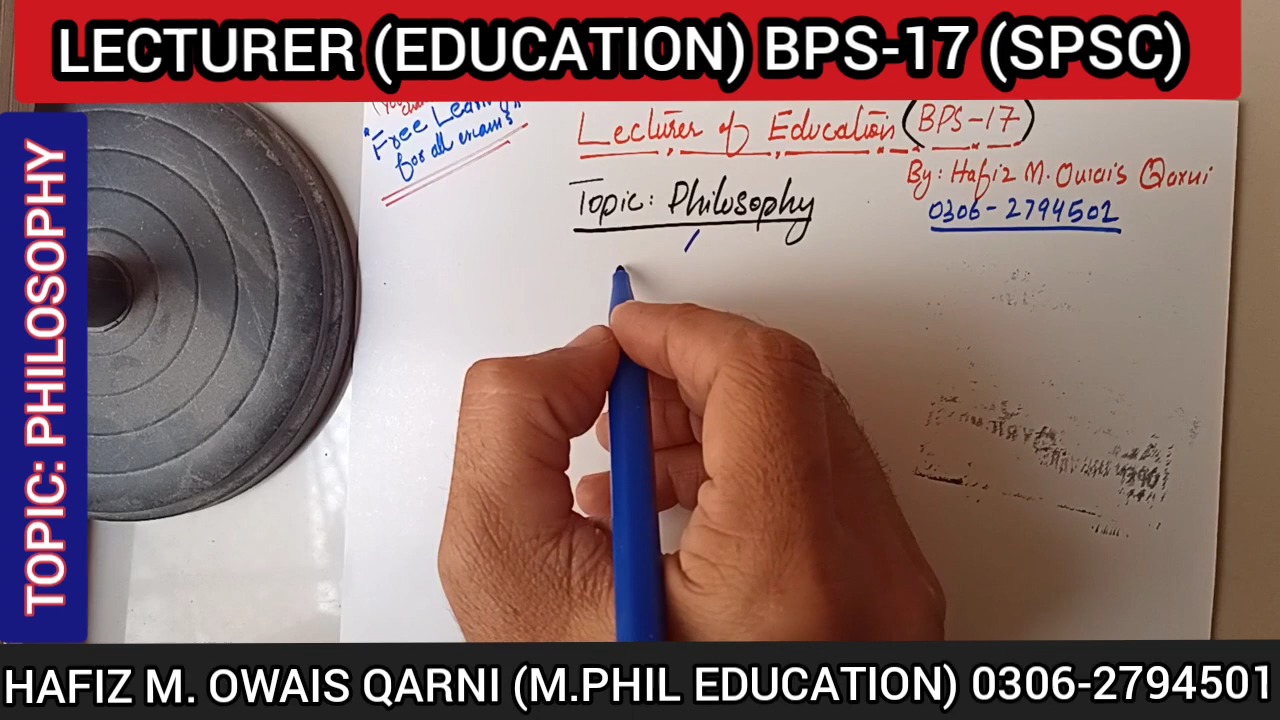 LECTURER (EDUCATION) BPS-17 (SPSC)
TOPIC: PHILOSOPHY
"Free Learning
for all exams"
Lecturer of Education (BPS-17)
By: Hafiz M. Owais Qarni
0306-2794501
Topic: Philosophy
HAFIZ M. OWAIS QARNI (M.PHIL EDUCATION) 0306-2794501